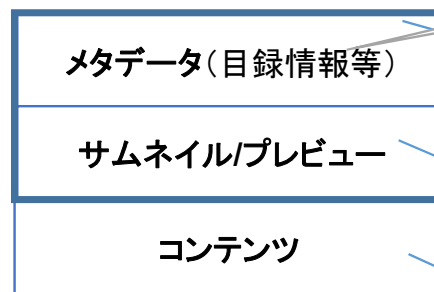 メタデータ（目録情報等）
サムネイル/プレビュー
コンテンツ